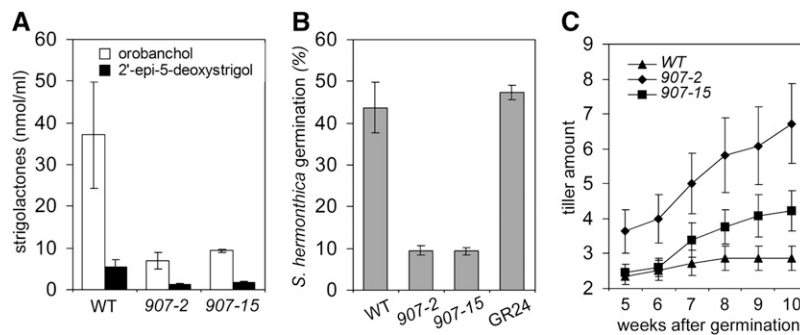 A
60
50
40
30
20
10
0
strigolactones (nmol/ml)
orobanchol
2'-epi-5-deoxystrigol
WT
907-2
907-15
B
60
50
40
30
20
10
0
S. hermonthica germination (%)
WT
907-2
907-15
GR24
C
9
8
7
6
5
4
3
2
tiller amount
WT
907-2
907-15
5 6 7 8 9 10
weeks after germination